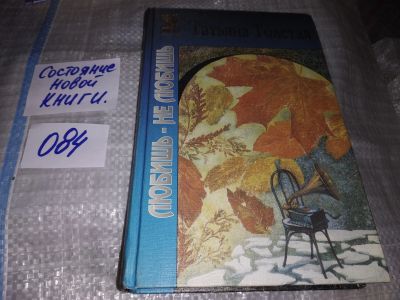 Состояние
новой
книги.
084
Татьяна Толстая
ЛЮБИШЬ - НЕ ЛЮБИШЬ